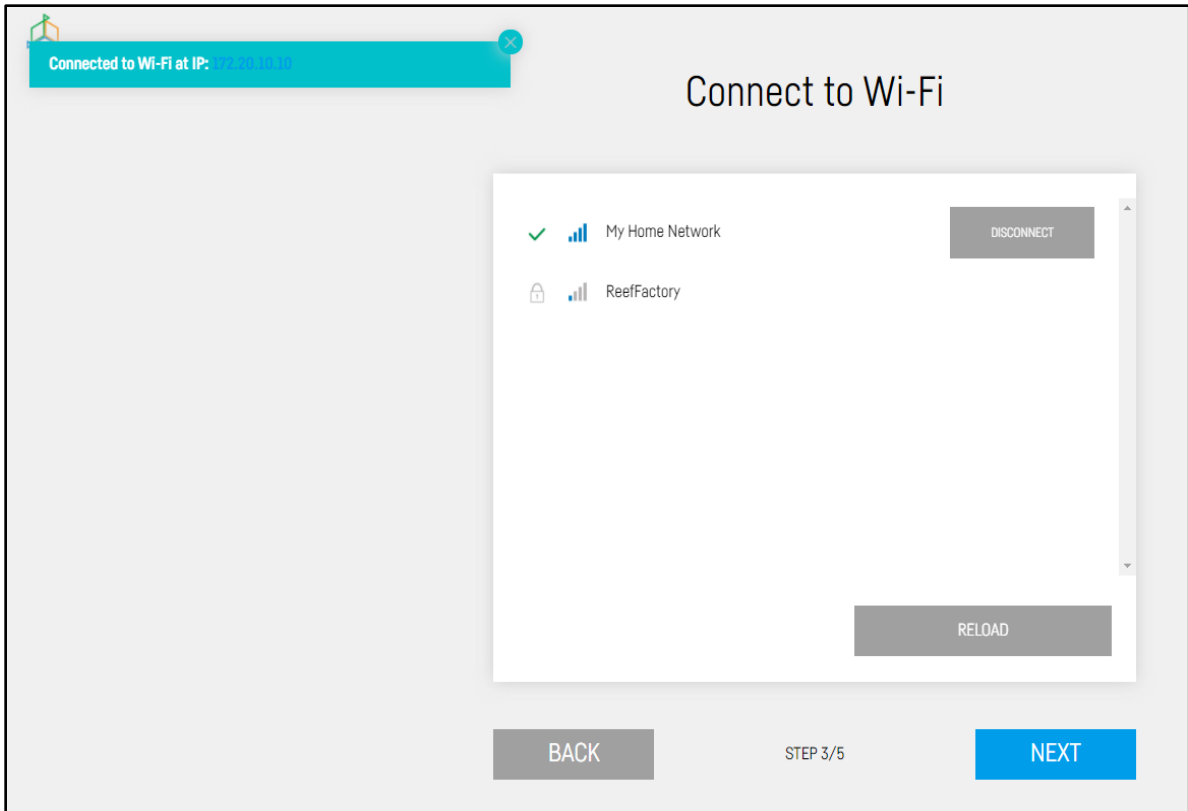 Connected to Wi-Fi at IP: 172.20.10.10
Connect to Wi-Fi
My Home Network
DISCONNECT
ReefFactory
RELOAD
BACK
STEP 3/5
NEXT